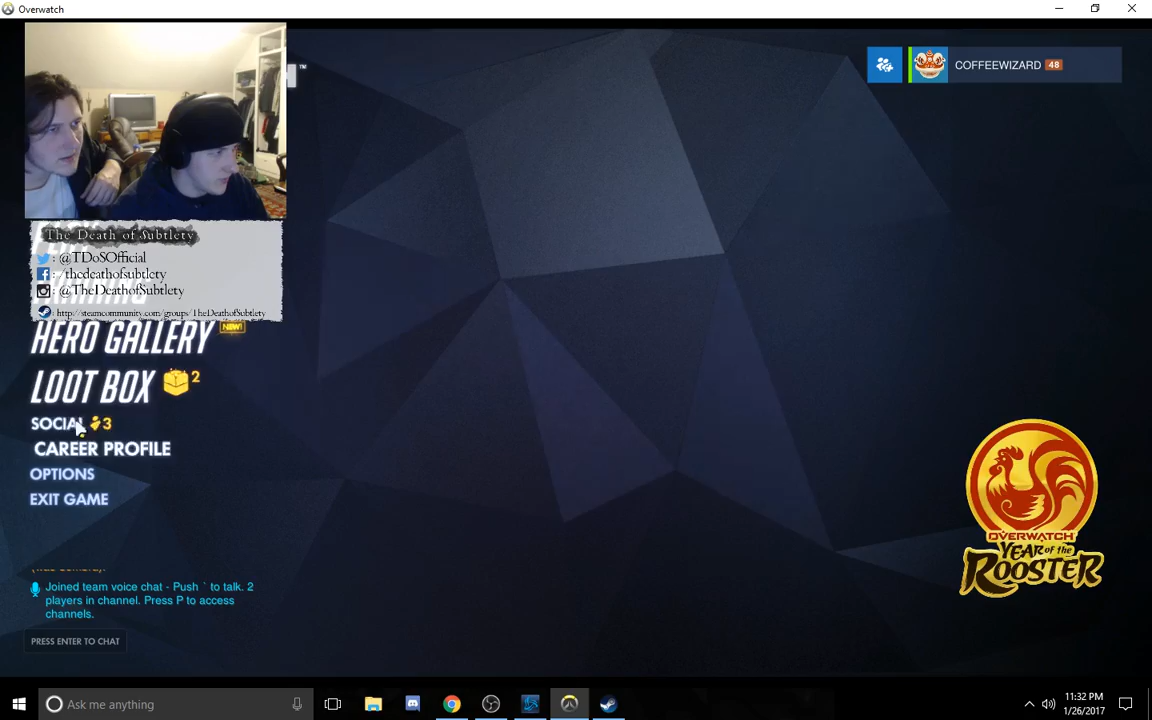 Overwatch
™
COFFEEWIZARD 48
The Death of Subtlety
: @TDoSOfficial
: /thedeathofsubtlety
: @TheDeathofSubtlety
: http://steamcommunity.com/groups/TheDeathofSubtlety
PLAY
TRAINING
HERO GALLERY NEW!
LOOT BOX 2
SOCIAL 3
CAREER PROFILE
OPTIONS
EXIT GAME
OVERWATCH
YEAR of the
ROOSTER
Joined team voice chat - Push ` to talk. 2
players in channel. Press P to access
channels.
PRESS ENTER TO CHAT
Ask me anything
11:32 PM
1/26/2017